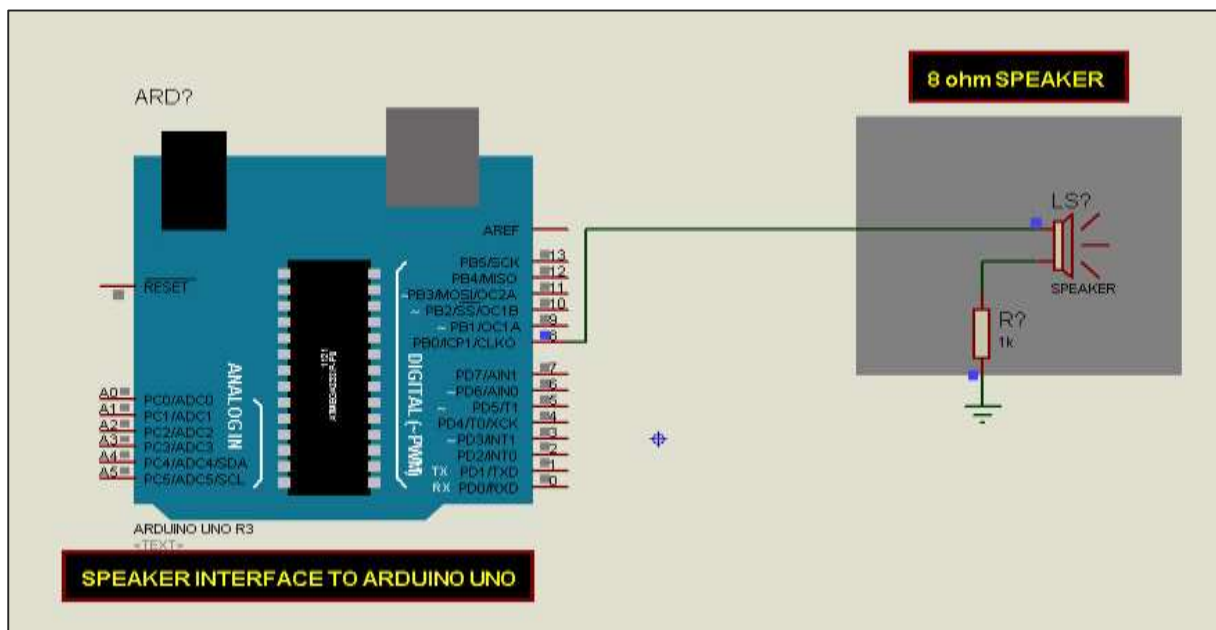 8 ohm SPEAKER
ARD?
LS?
AREF
PB5/SCK 13
PB4/MISO 12
RESET
~PB3/MOSI/OC2A 11
~ PB2/SS/OC1B 10
SPEAKER
~ PB1/OC1A 9
R?
PB0/ICP1/CLKO 8
1k
ANALOG IN
DIGITAL (~PWM)
PD7/AIN1 7
~ PD6/AIN0 6
A0 PC0/ADC0
~ PD5/T1 5
A1 PC1/ADC1
PD4/T0/XCK 4
A2 PC2/ADC2
~ PD3/INT1 3
A3 PC3/ADC3
PD2/INT0 2
A4 PC4/ADC4/SDA
TX PD1/TXD 1
A5 PC5/ADC5/SCL
RX PD0/RXD 0
ARDUINO UNO R3
<TEXT>
SPEAKER INTERFACE TO ARDUINO UNO